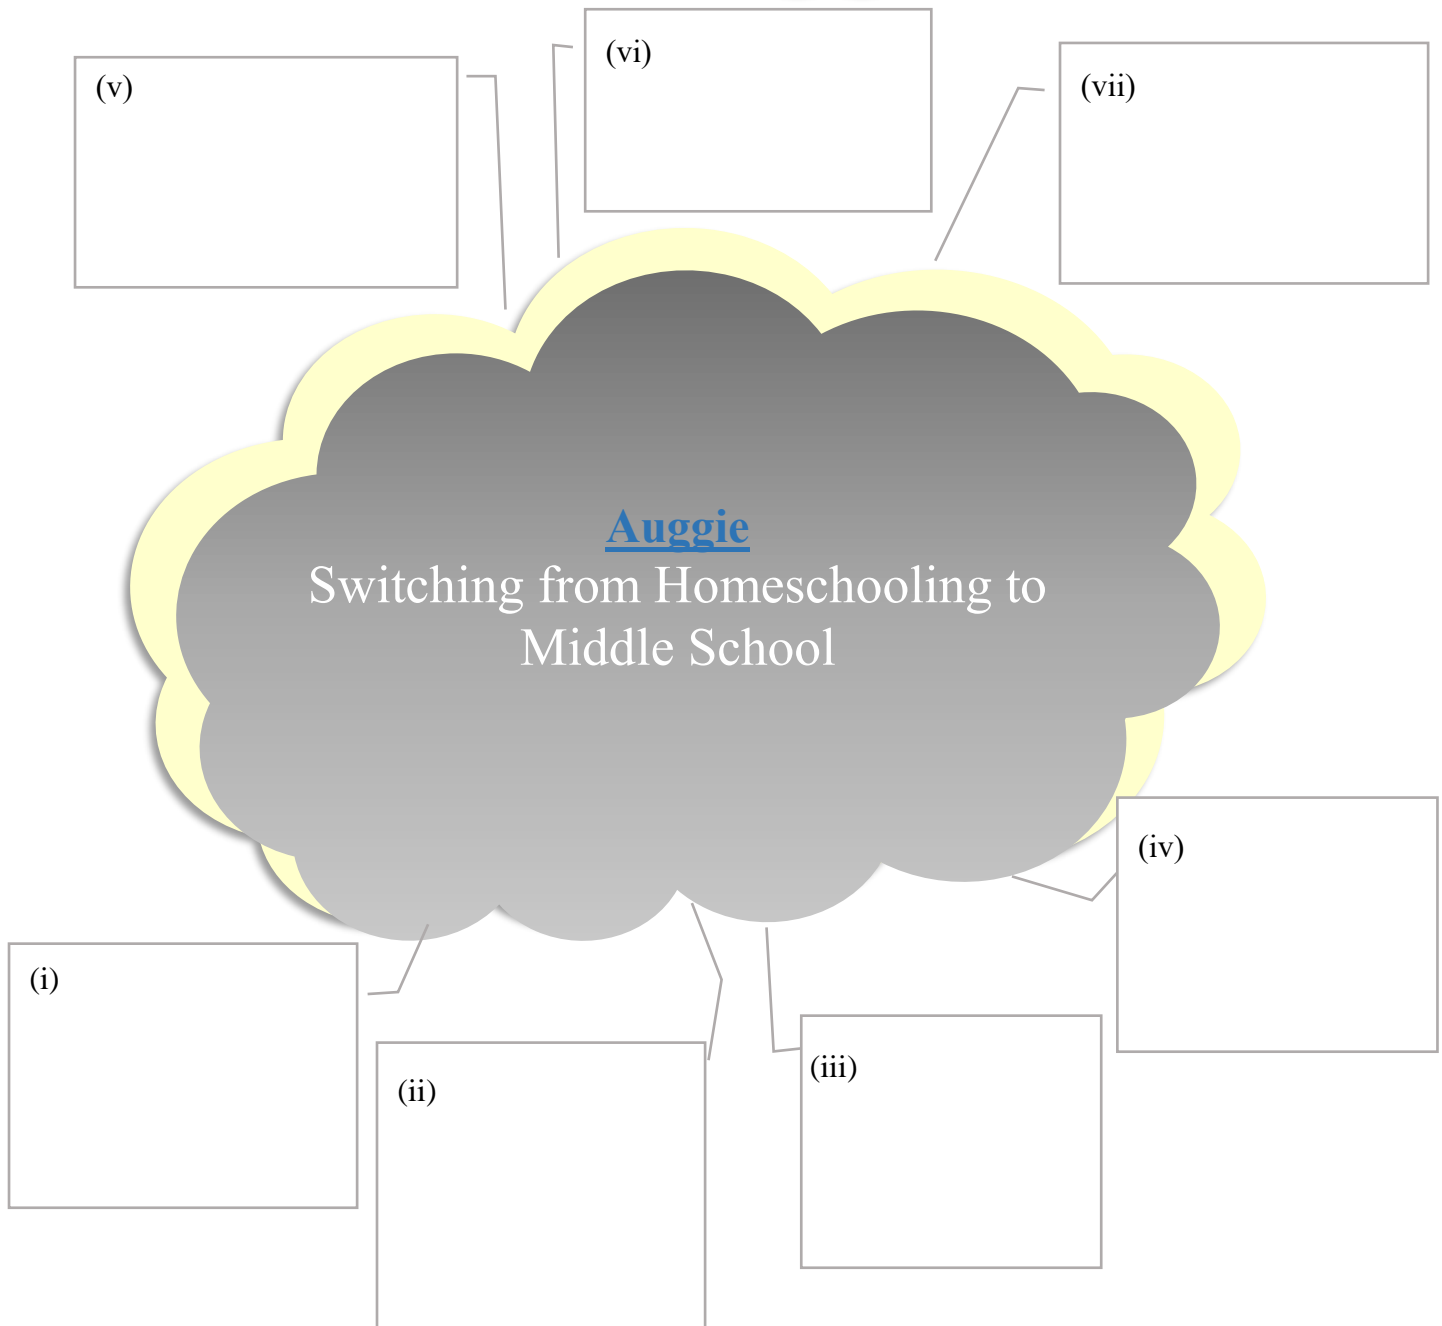 (v)
(vi)
(vii)
Auggie
Switching from Homeschooling to
Middle School
(iv)
(i)
(ii)
(iii)